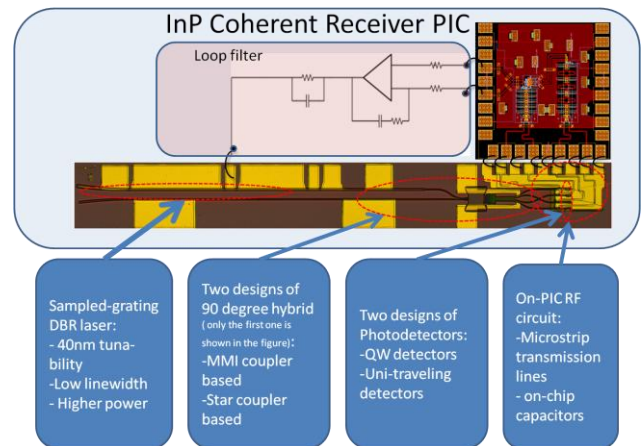 InP Coherent Receiver PIC
Loop filter
Sampled-grating
DBR laser:
- 40nm tuna-
bility
-Low linewidth
- Higher power
Two designs of
90 degree hybrid
( only the first one is
shown in the figure):
-MMI coupler
based
-Star coupler
based
Two designs of
Photodetectors:
-QW detectors
-Uni-traveling
detectors
On-PIC RF
circuit:
-Microstrip
transmission
lines
- on-chip
capacitors